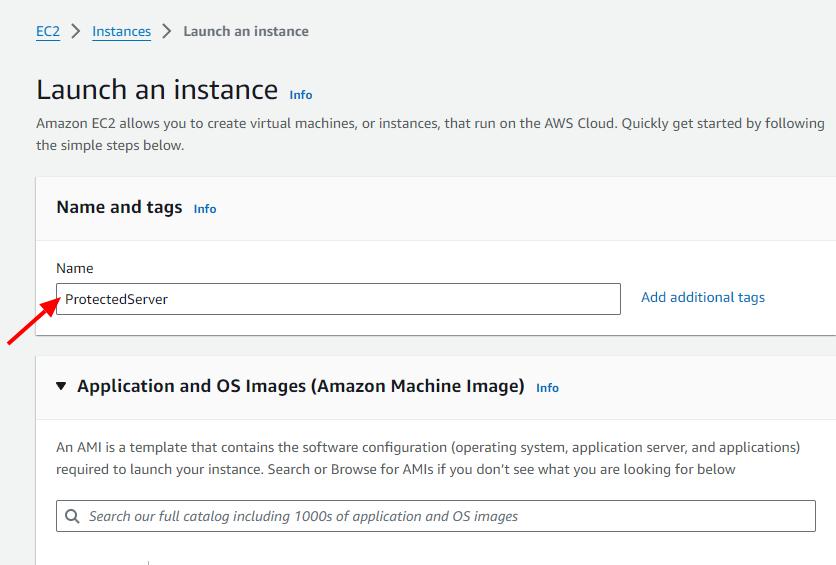 EC2 > Instances > Launch an instance
Launch an instance Info
Amazon EC2 allows you to create virtual machines, or instances, that run on the AWS Cloud. Quickly get started by following
the simple steps below.
Name and tags Info
Name
ProtectedServer Add additional tags
Application and OS Images (Amazon Machine Image) Info
An AMI is a template that contains the software configuration (operating system, application server, and applications)
required to launch your instance. Search or Browse for AMIs if you don't see what you are looking for below
Search our full catalog including 1000s of application and OS images